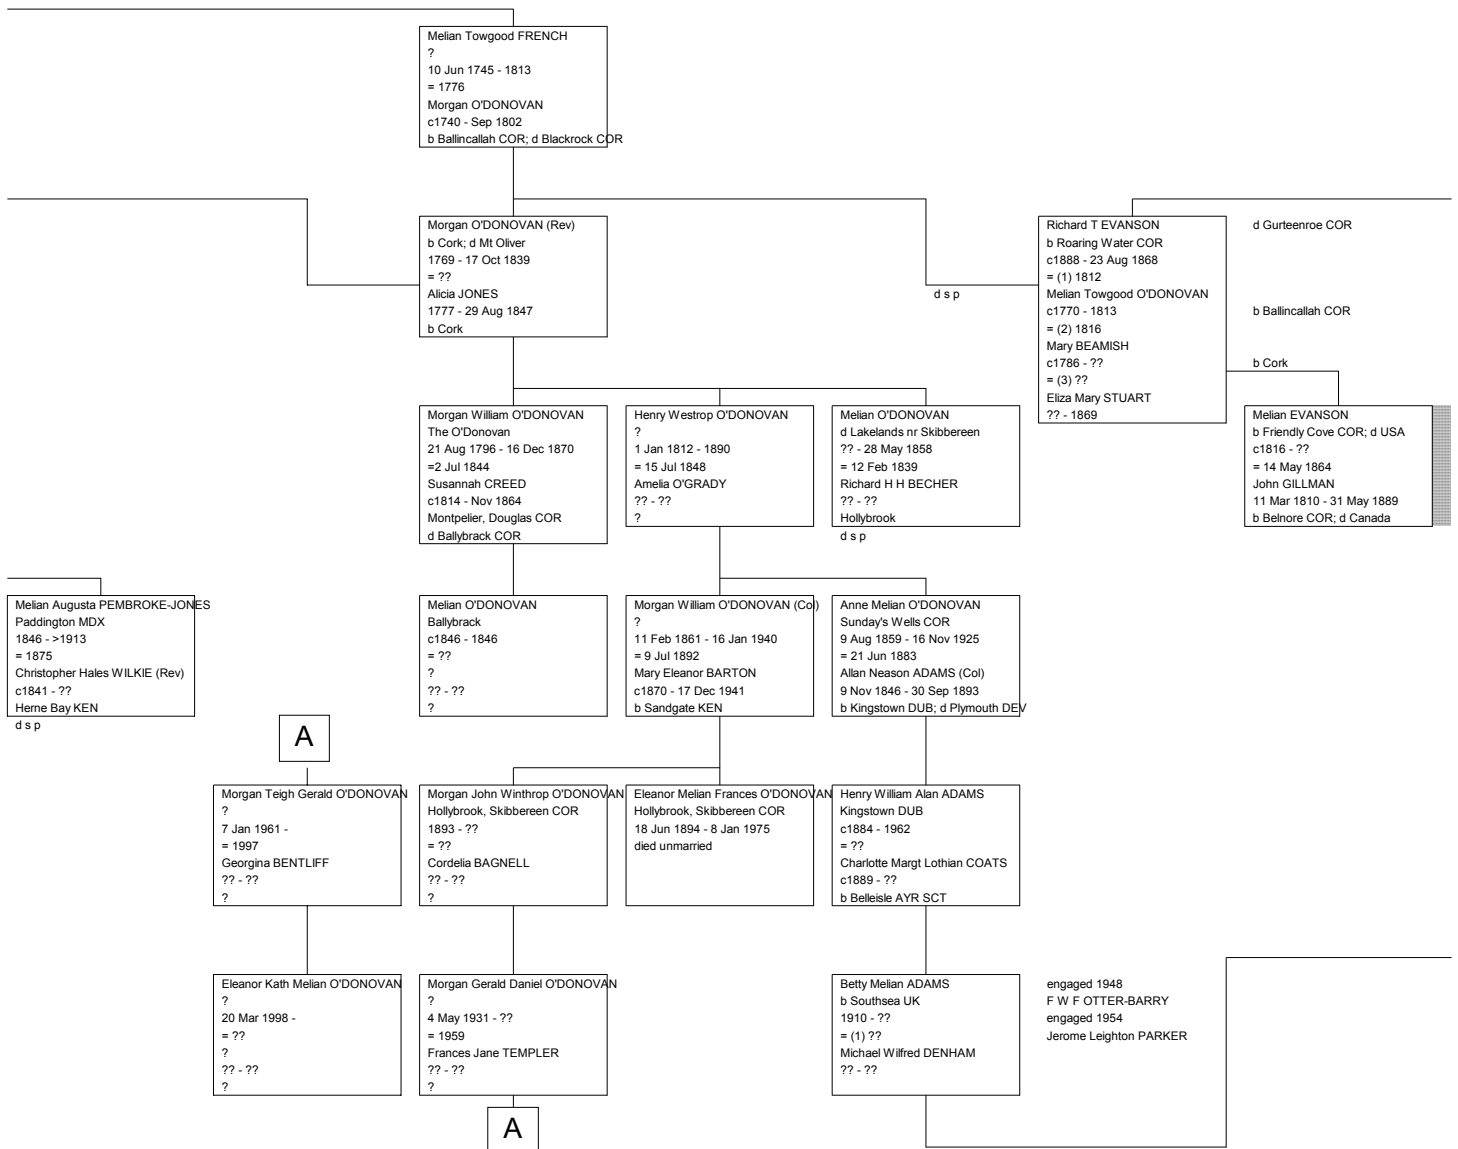 Melian Towgood FRENCH
?
10 Jun 1745 - 1813
= 1776
Morgan O'DONOVAN
c1740 - Sep 1802
b Ballincallah COR; d Blackrock COR
Morgan O'DONOVAN (Rev)
b Cork; d Mt Oliver
1769 - 17 Oct 1839
= ??
Alicia JONES
1777 - 29 Aug 1847
b Cork
d s p
Richard T EVANSON
b Roaring Water COR
c1888 - 23 Aug 1868
= (1) 1812
Melian Towgood O'DONOVAN
c1770 - 1813
= (2) 1816
Mary BEAMISH
c1786 - ??
= (3) ??
Eliza Mary STUART
?? - 1869
d Gurteenroe COR
b Ballincallah COR
b Cork
Morgan William O'DONOVAN
The O'Donovan
21 Aug 1796 - 16 Dec 1870
=2 Jul 1844
Susannah CREED
c1814 - Nov 1864
Montpelier, Douglas COR
d Ballybrack COR
Henry Westrop O'DONOVAN
?
1 Jan 1812 - 1890
= 15 Jul 1848
Amelia O'GRADY
?? - ??
?
Melian O'DONOVAN
d Lakelands nr Skibbereen
?? - 28 May 1858
= 12 Feb 1839
Richard H H BECHER
?? - ??
Hollybrook
d s p
Melian EVANSON
b Friendly Cove COR; d USA
c1816 - ??
= 14 May 1864
John GILLMAN
11 Mar 1810 - 31 May 1889
b Belnore COR; d Canada
Melian Augusta PEMBROKE-JONES
Paddington MDX
1846 - >1913
= 1875
Christopher Hales WILKIE (Rev)
c1841 - ??
Herne Bay KEN
d s p
Melian O'DONOVAN
Ballybrack
c1846 - 1846
= ??
?
?? - ??
?
Morgan William O'DONOVAN (Col)
?
11 Feb 1861 - 16 Jan 1940
= 9 Jul 1892
Mary Eleanor BARTON
c1870 - 17 Dec 1941
b Sandgate KEN
Anne Melian O'DONOVAN
Sunday's Wells COR
9 Aug 1859 - 16 Nov 1925
= 21 Jun 1883
Allan Neason ADAMS (Col)
9 Nov 1846 - 30 Sep 1893
b Kingstown DUB; d Plymouth DEV
A
Morgan Teigh Gerald O'DONOVAN
?
7 Jan 1961 -
= 1997
Georgina BENTLIFF
?? - ??
?
Morgan John Winthrop O'DONOVAN
Hollybrook, Skibbereen COR
1893 - ??
= ??
Cordelia BAGNELL
?? - ??
?
Eleanor Melian Frances O'DONOVAN
Hollybrook, Skibbereen COR
18 Jun 1894 - 8 Jan 1975
died unmarried
Henry William Alan ADAMS
Kingstown DUB
c1884 - 1962
= ??
Charlotte Margt Lothian COATS
c1889 - ??
b Belleisle AYR SCT
Eleanor Kath Melian O'DONOVAN
?
20 Mar 1998 -
= ??
?
?? - ??
?
Morgan Gerald Daniel O'DONOVAN
?
4 May 1931 - ??
= 1959
Frances Jane TEMPLER
?? - ??
?
Betty Melian ADAMS
b Southsea UK
1910 - ??
= (1) ??
Michael Wilfred DENHAM
?? - ??
engaged 1948
F W F OTTER-BARRY
engaged 1954
Jerome Leighton PARKER
A